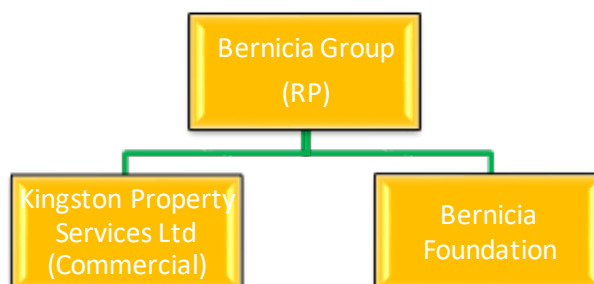 Bernicia Group
(RP)
Kingston Property
Services Ltd
(Commercial)
Bernicia
Foundation